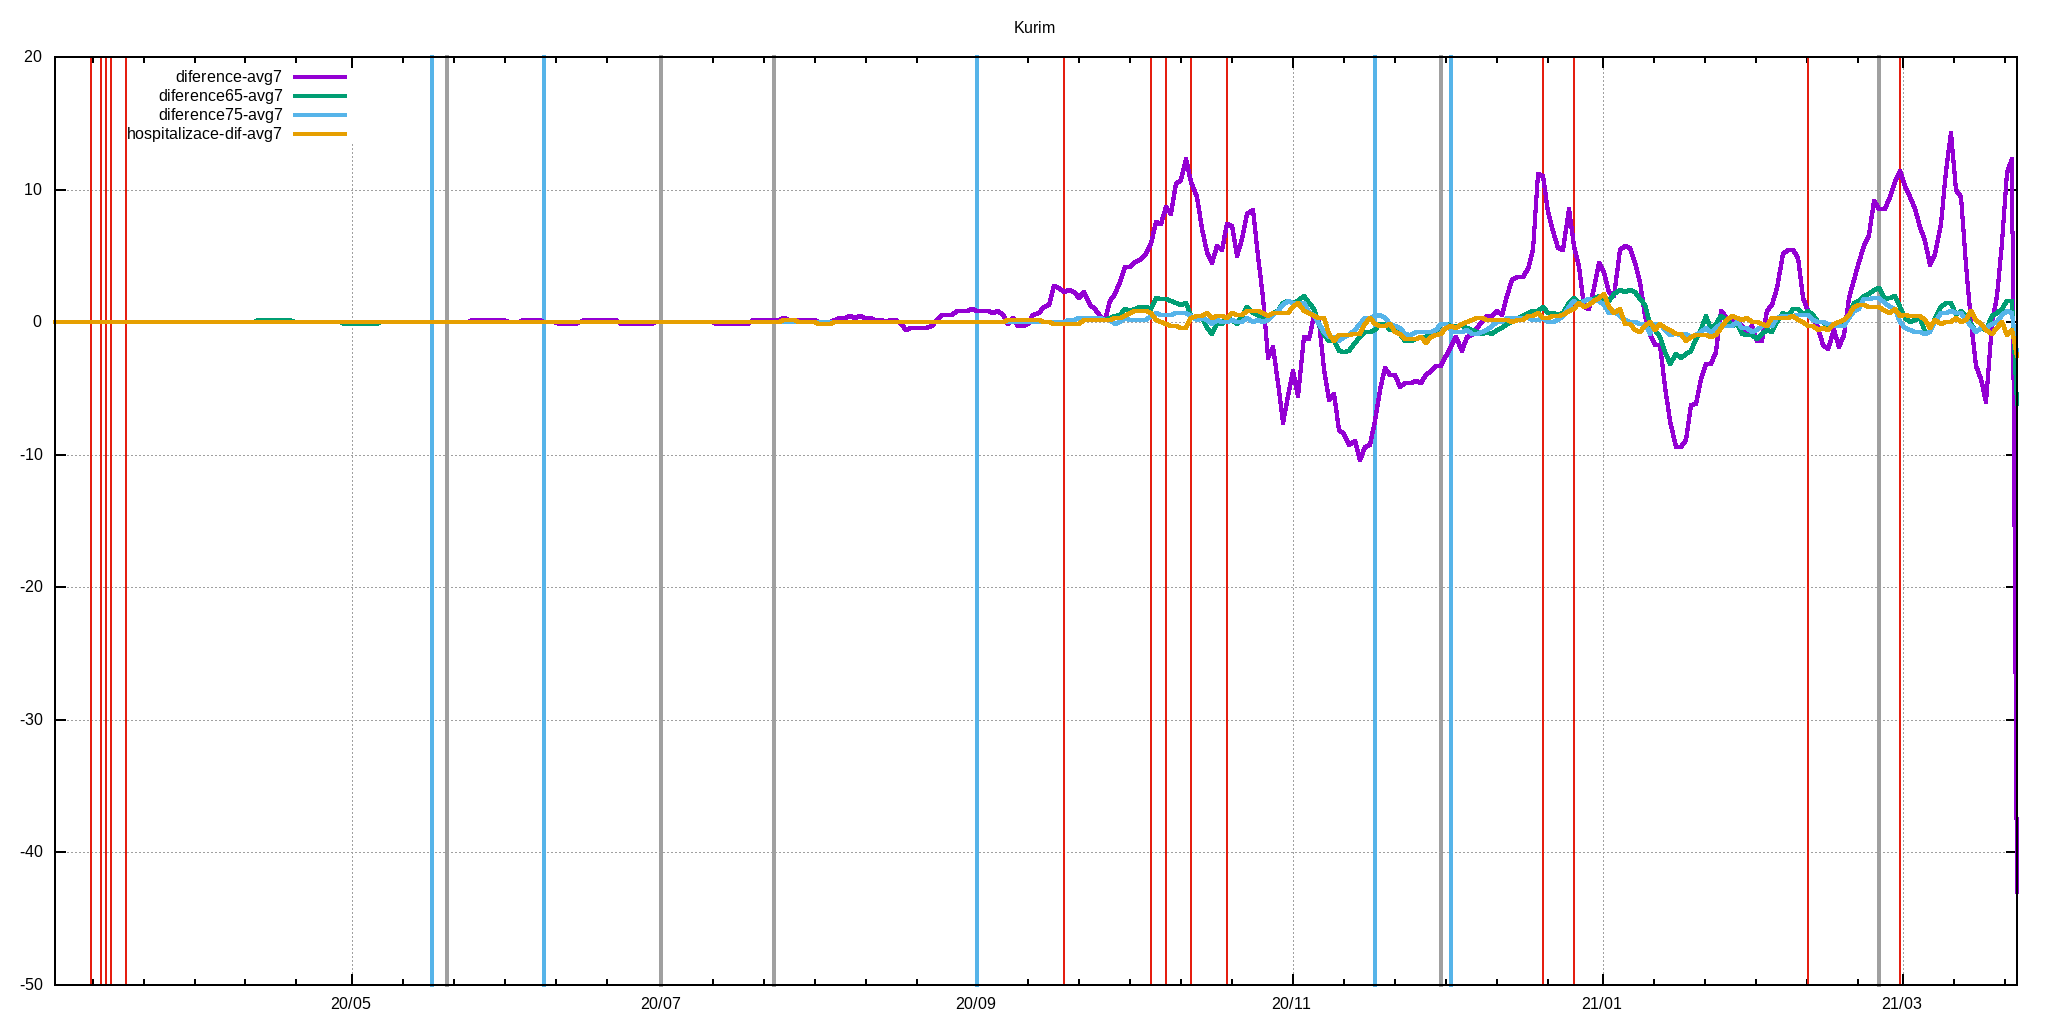 Kurim
20
10
0
-10
-20
-30
-40
-50
diference-avg7
diference65-avg7
diference75-avg7
hospitalizace-dif-avg7
20/05 20/07 20/09 20/11 21/01 21/03